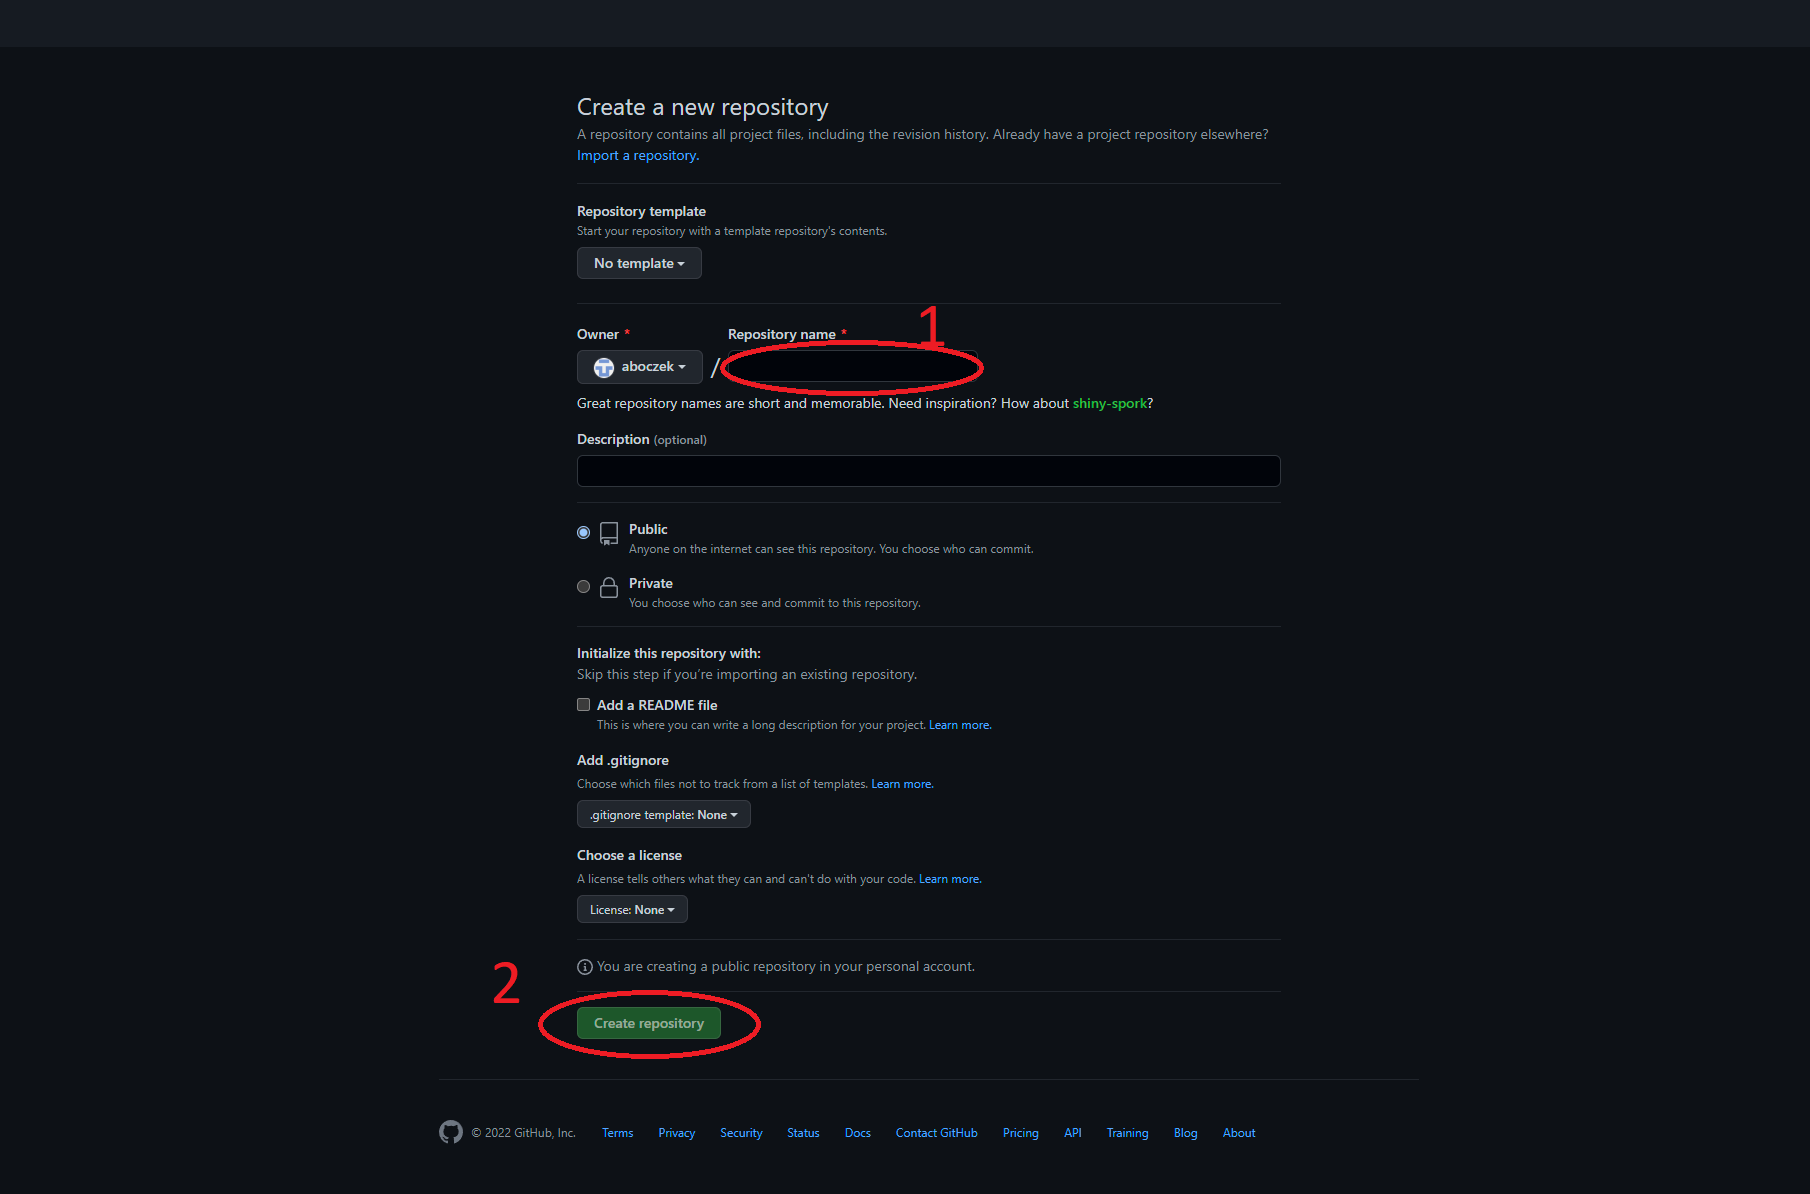 Create a new repository
A repository contains all project files, including the revision history. Already have a project repository elsewhere?
Import a repository.
Repository template
Start your repository with a template repository's contents.
No template
1
Owner * Repository name *
aboczek /
Great repository names are short and memorable. Need inspiration? How about shiny-spork?
Description (optional)
Public
Anyone on the internet can see this repository. You choose who can commit.
Private
You choose who can see and commit to this repository.
Initialize this repository with:
Skip this step if you're importing an existing repository.
Add a README file
This is where you can write a long description for your project. Learn more.
Add .gitignore
Choose which files not to track from a list of templates. Learn more.
.gitignore template: None
Choose a license
A license tells others what they can and can't do with your code. Learn more.
License: None
You are creating a public repository in your personal account.
2
Create repository
© 2022 GitHub, Inc. Terms Privacy Security Status Docs Contact GitHub Pricing API Training Blog About